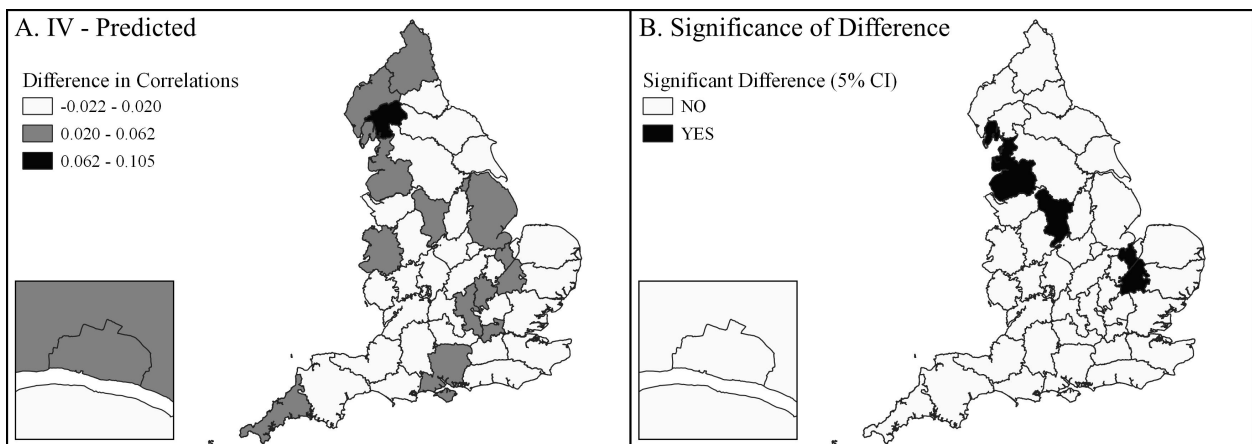 A. IV - Predicted
Difference in Correlations
-0.022 - 0.020
0.020 - 0.062
0.062 - 0.105
B. Significance of Difference
Significant Difference (5% CI)
NO
YES